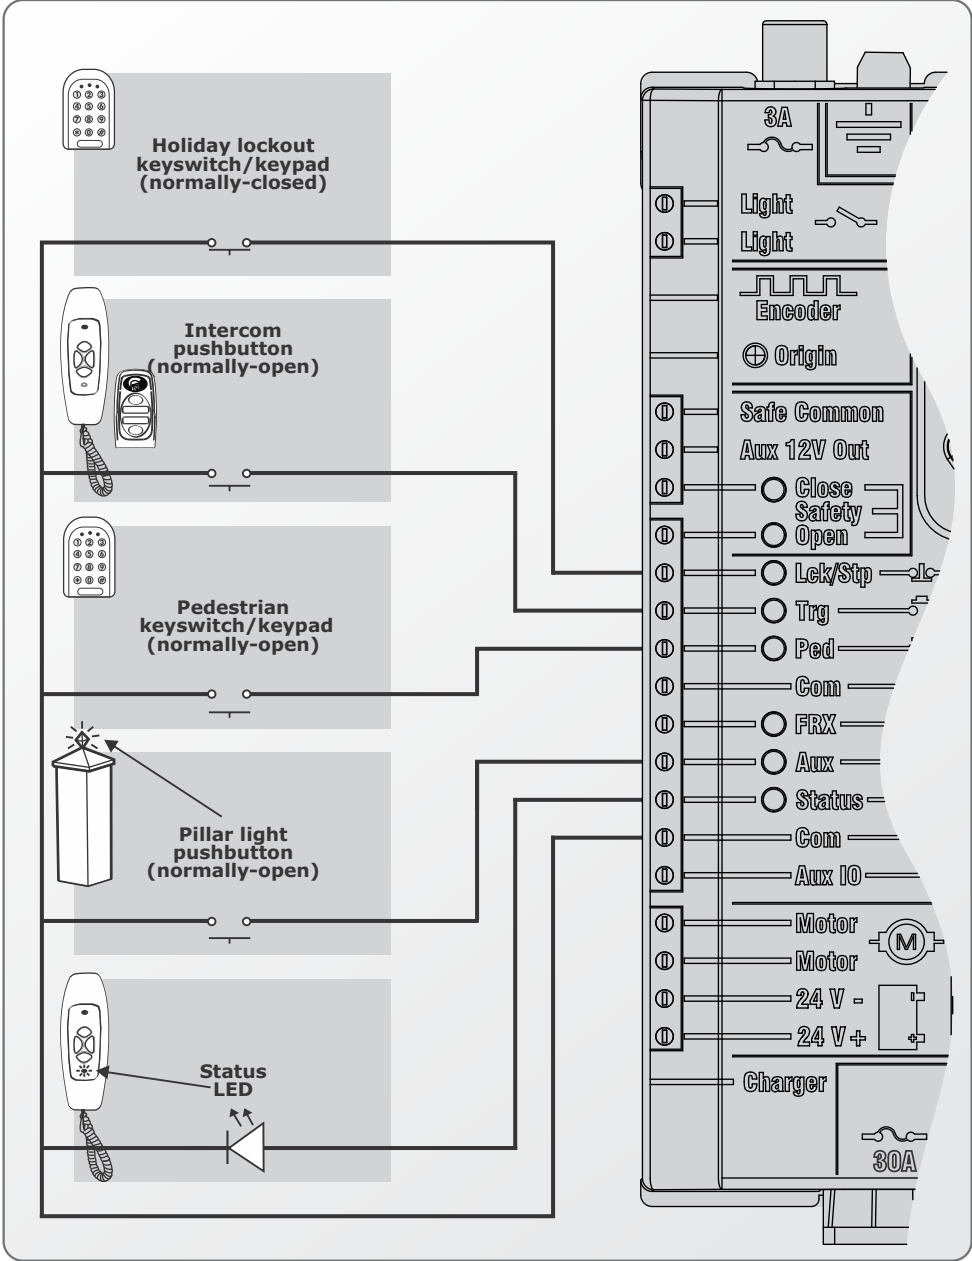 Holiday lockout
keyswitch/keypad
(normally-closed)
Intercom
pushbutton
(normally-open)
Pedestrian
keyswitch/keypad
(normally-open)
Pillar light
pushbutton
(normally-open)
Status
LED
3A
Light
Light
Encoder
Origin
Safe Common
Aux 12V Out
Close
Safety
Open
Lck/Stp
Trg
Ped
Com
FRX
Aux
Status
Com
Aux IO
Motor
M
Motor
24 V -
24 V +
Charger
30A